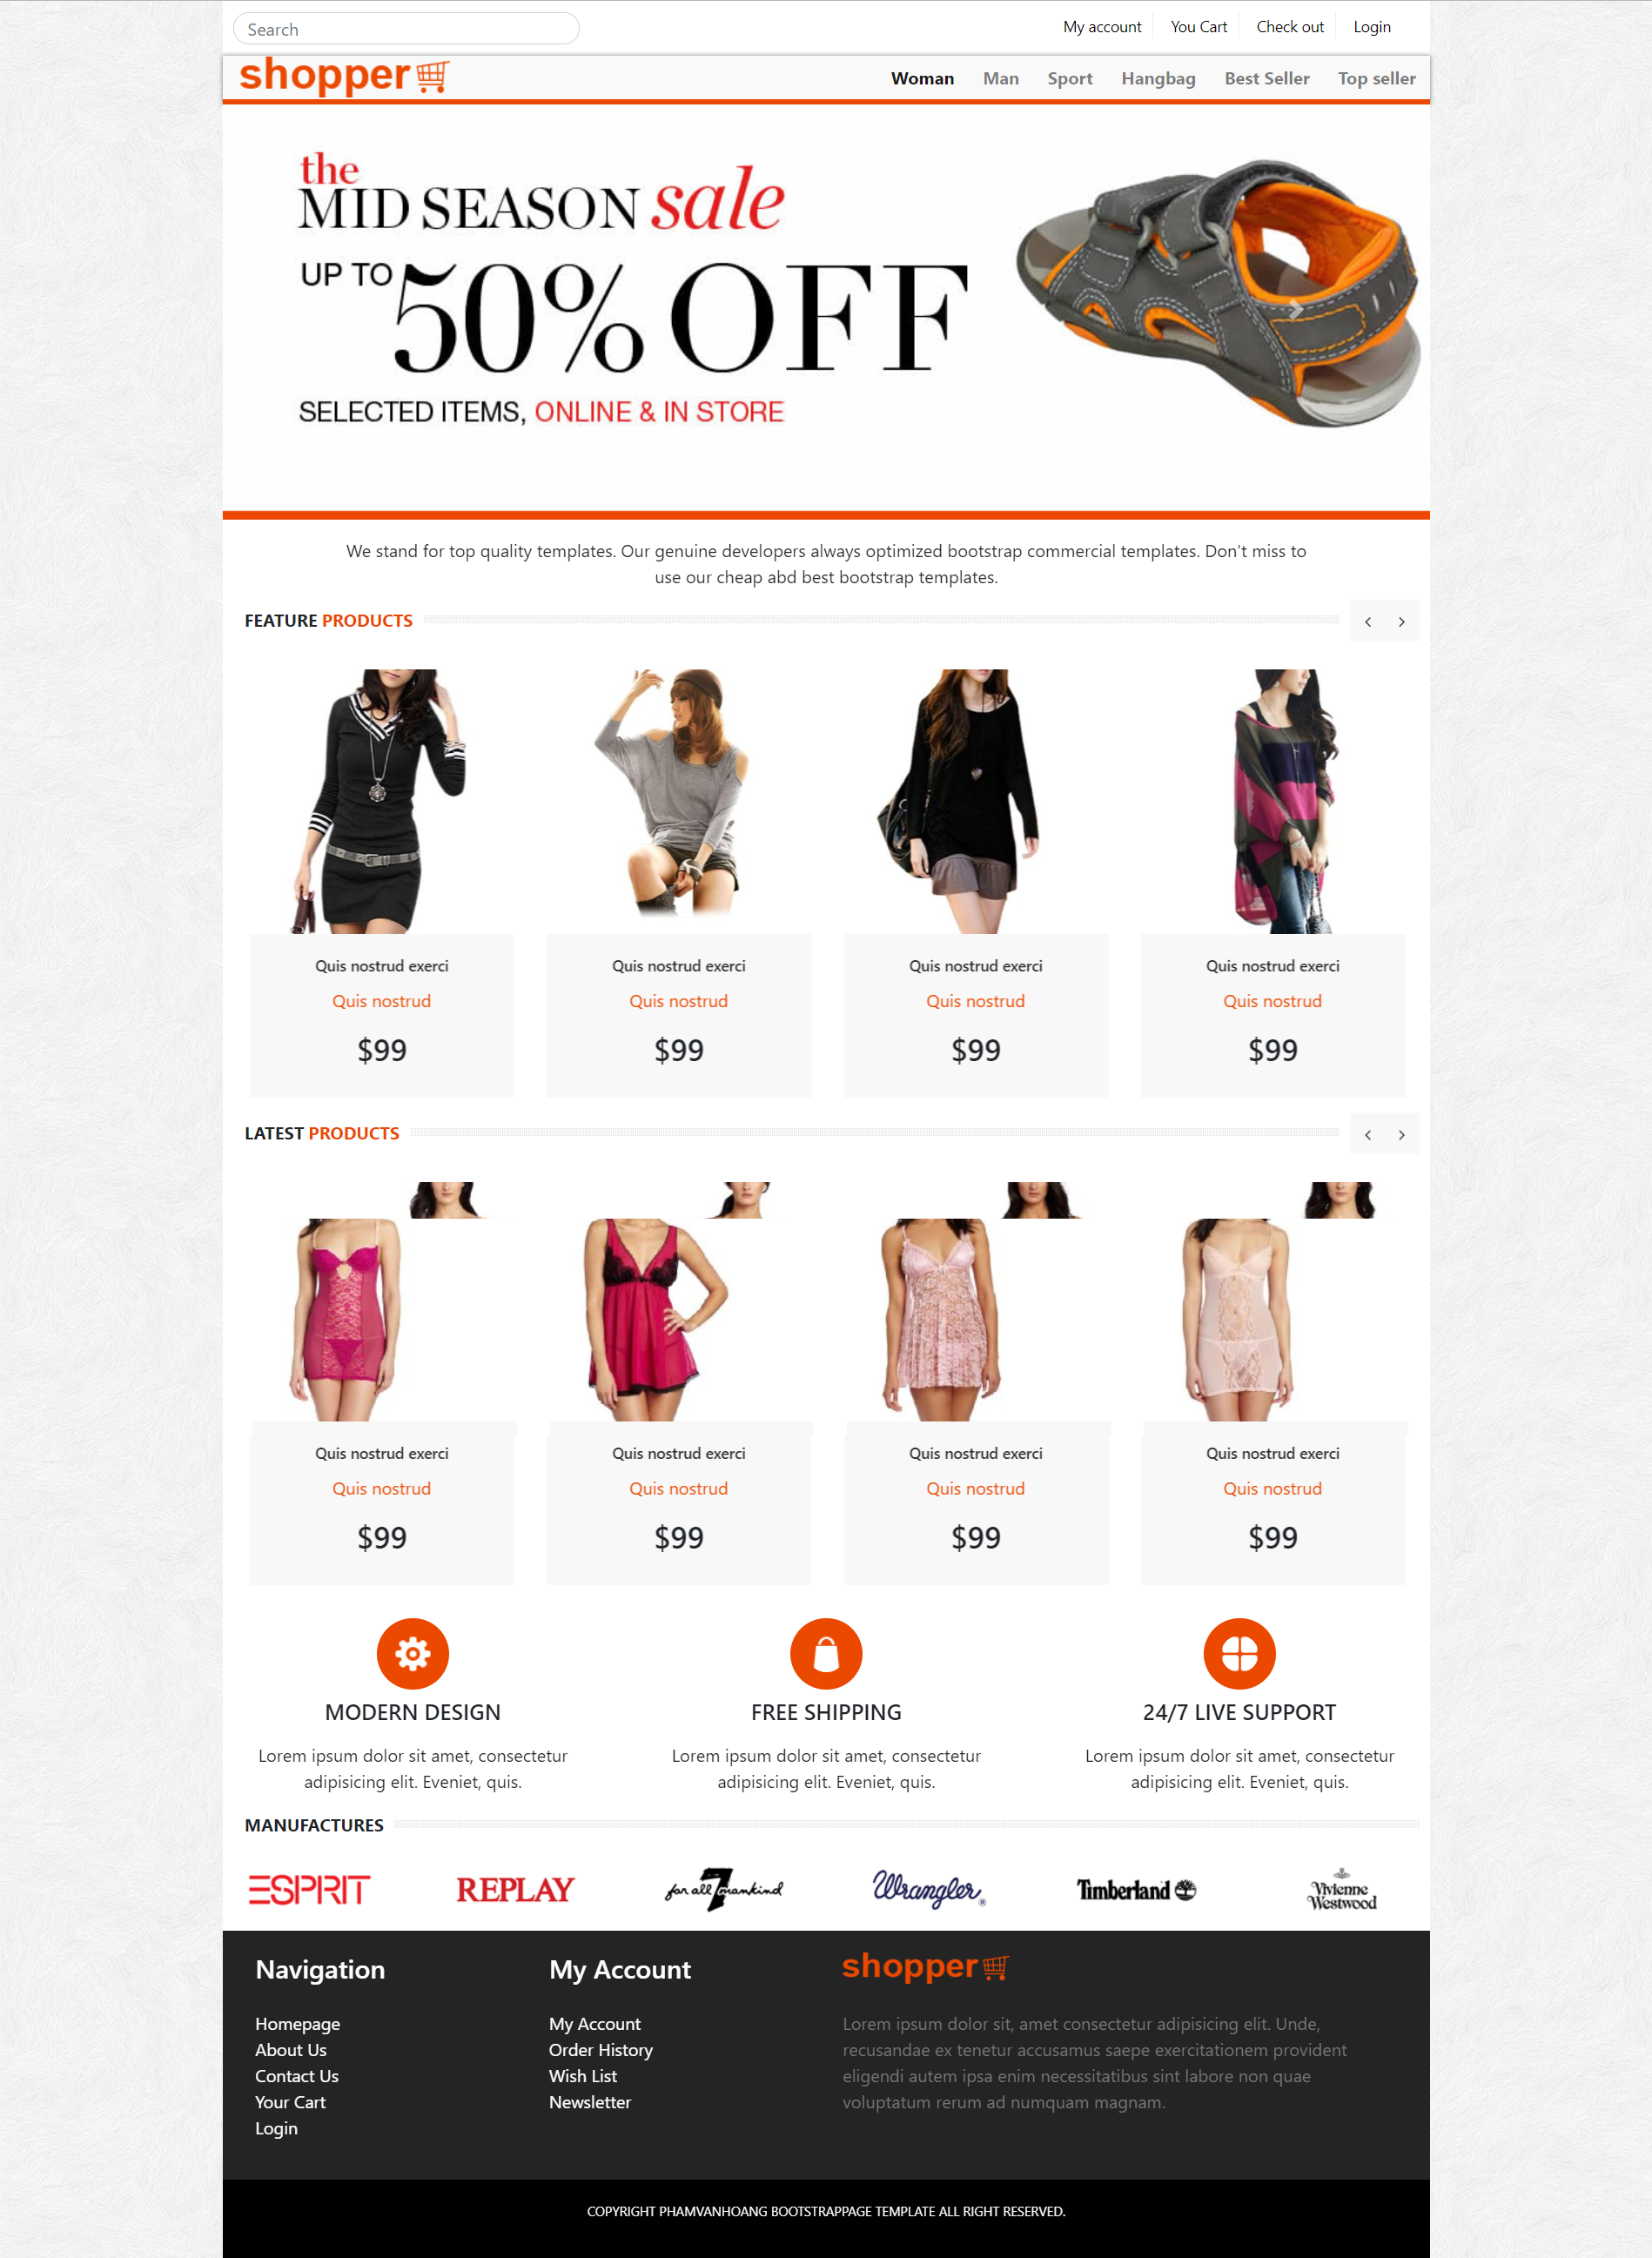 Search
My account You Cart Check out Login
shopper
Woman Man Sport Hangbag Best Seller Top seller
the
MID SEASON sale
UP TO 50% OFF
SELECTED ITEMS, ONLINE & IN STORE
We stand for top quality templates. Our genuine developers always optimized bootstrap commercial templates. Don't miss to
use our cheap abd best bootstrap templates.
FEATURE PRODUCTS
Quis nostrud exerci Quis nostrud exerci Quis nostrud exerci Quis nostrud exerci
Quis nostrud Quis nostrud Quis nostrud Quis nostrud
$99 $99 $99 $99
LATEST PRODUCTS
Quis nostrud exerci Quis nostrud exerci Quis nostrud exerci Quis nostrud exerci
Quis nostrud Quis nostrud Quis nostrud Quis nostrud
$99 $99 $99 $99
MODERN DESIGN FREE SHIPPING 24/7 LIVE SUPPORT
Lorem ipsum dolor sit amet, consectetur Lorem ipsum dolor sit amet, consectetur Lorem ipsum dolor sit amet, consectetur
adipisicing elit. Eveniet, quis. adipisicing elit. Eveniet, quis. adipisicing elit. Eveniet, quis.
MANUFACTURES
ESPRIT REPLAY for all 7 mankind Wrangler® Timberland Vivienne Westwood
Navigation
Homepage
About Us
Contact Us
Your Cart
Login
My Account
My Account
Order History
Wish List
Newsletter
shopper
Lorem ipsum dolor sit, amet consectetur adipisicing elit. Unde,
recusandae ex tenetur accusamus saepe exercitationem provident
eligendi autem ipsa enim necessitatibus sint labore non quae
voluptatum rerum ad numquam magnam.
COPYRIGHT PHAMVANHOANG BOOTSTRAPPAGE TEMPLATE ALL RIGHT RESERVED.